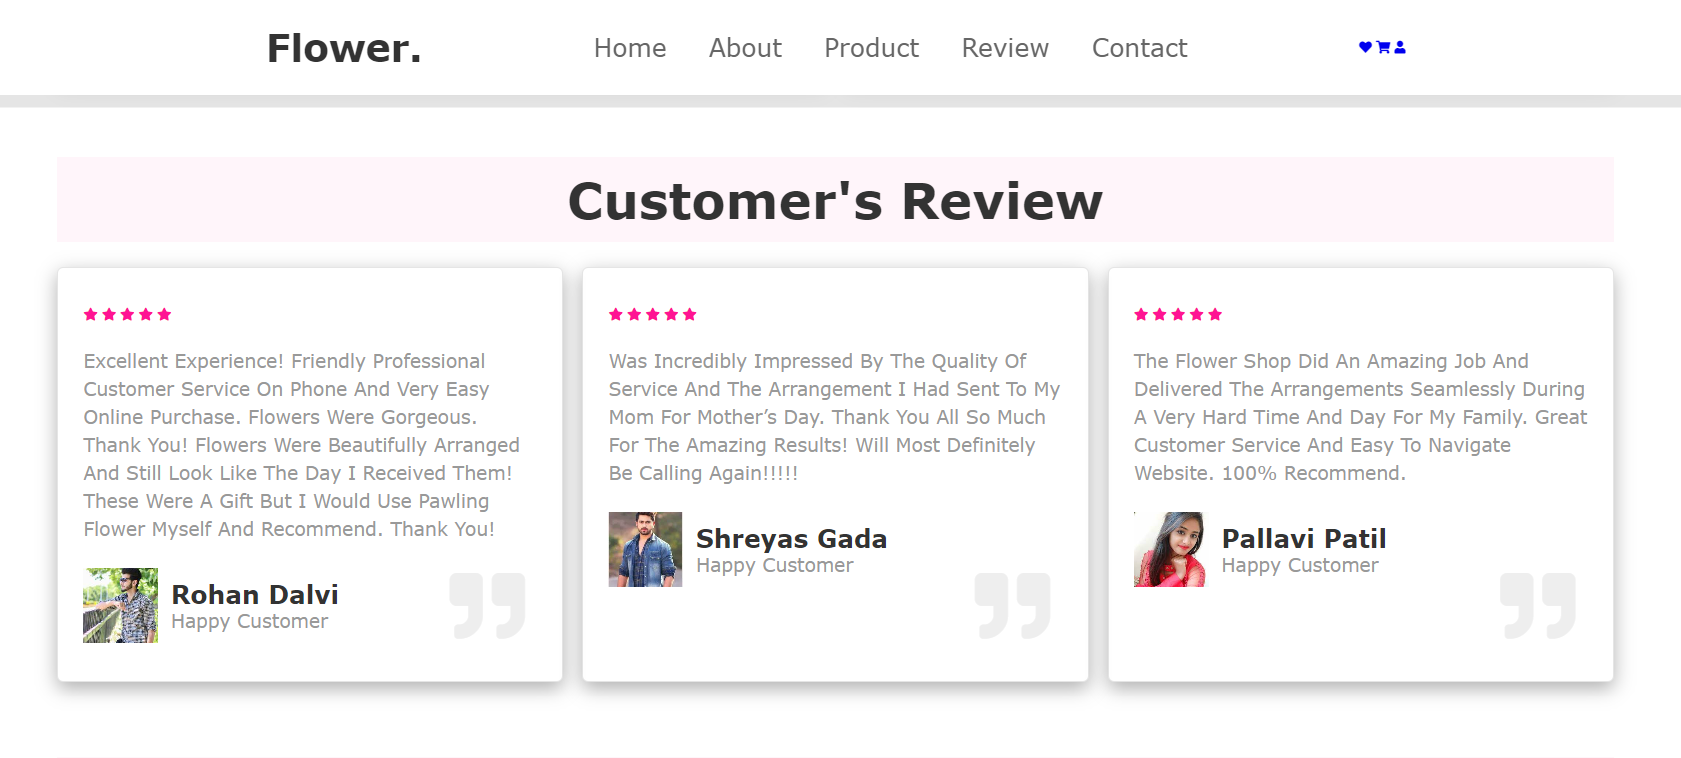 Flower.
Home About Product Review Contact
Customer's Review
Excellent Experience! Friendly Professional
Customer Service On Phone And Very Easy
Online Purchase. Flowers Were Gorgeous.
Thank You! Flowers Were Beautifully Arranged
And Still Look Like The Day I Received Them!
These Were A Gift But I Would Use Pawling
Flower Myself And Recommend. Thank You!
Rohan Dalvi
Happy Customer
Was Incredibly Impressed By The Quality Of
Service And The Arrangement I Had Sent To My
Mom For Mother’s Day. Thank You All So Much
For The Amazing Results! Will Most Definitely
Be Calling Again!!!!!
Shreyas Gada
Happy Customer
The Flower Shop Did An Amazing Job And
Delivered The Arrangements Seamlessly During
A Very Hard Time And Day For My Family. Great
Customer Service And Easy To Navigate
Website. 100% Recommend.
Pallavi Patil
Happy Customer